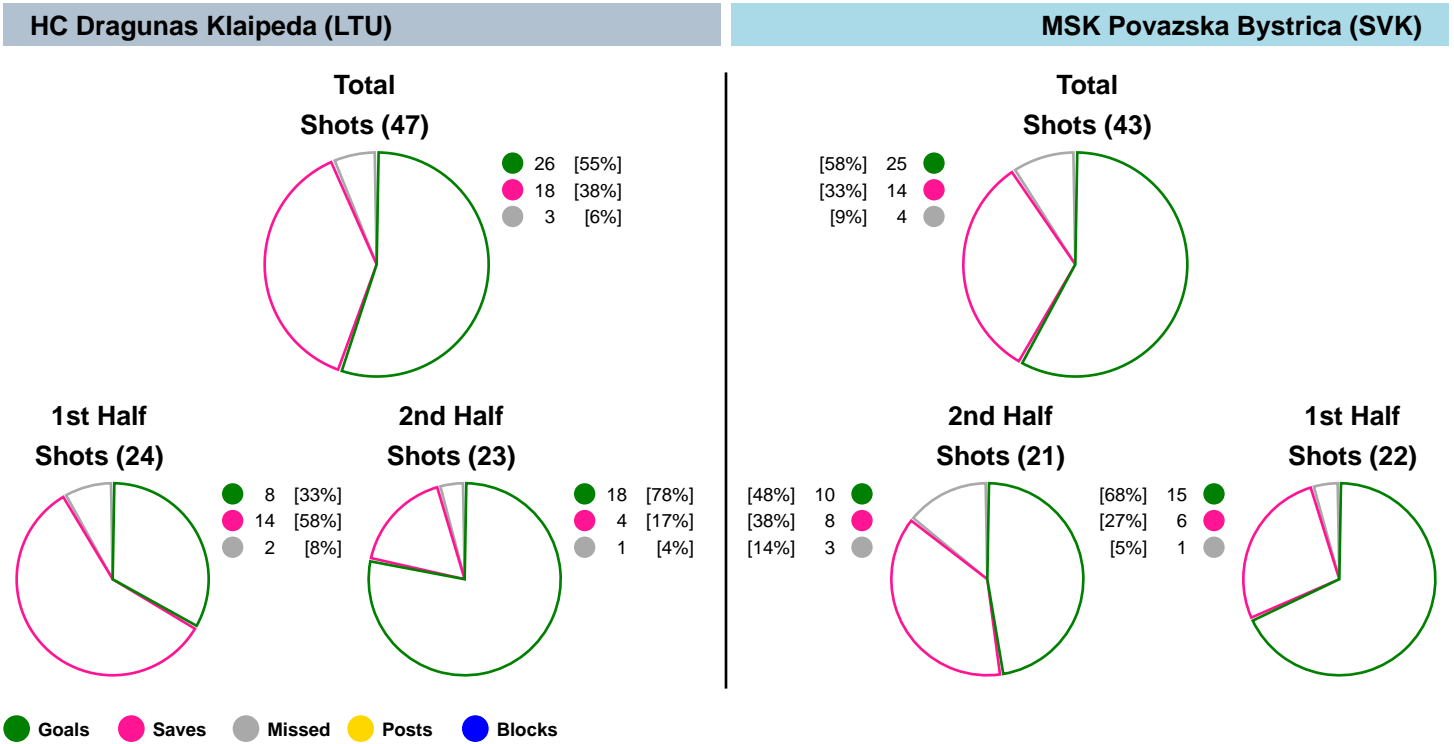 HC Dragunas Klaipeda (LTU)
MSK Povazska Bystrica (SVK)
Total
Shots (47)
26 [55%]
18 [38%]
3 [6%]
Total
Shots (43)
[58%] 25
[33%] 14
[9%] 4
1st Half
Shots (24)
8 [33%]
14 [58%]
2 [8%]
2nd Half
Shots (23)
18 [78%]
4 [17%]
1 [4%]
2nd Half
Shots (21)
[48%] 10
[38%] 8
[14%] 3
1st Half
Shots (22)
[68%] 15
[27%] 6
[5%] 1
Goals Saves Missed Posts Blocks